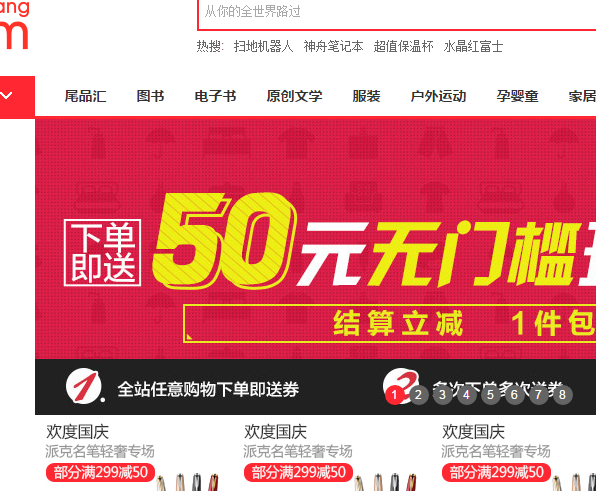 ang
m
从你的全世界路过
热搜: 扫地机器人 神舟笔记本 超值保温杯 水晶红富士
尾品汇 图书 电子书 原创文学 服装 户外运动 孕婴童 家居
下单
即送
50元无门槛
结算立减 1件包
1. 全站任意购物下单即送券
2. 多次下单多次送券
1 2 3 4 5 6 7 8
欢度国庆 欢度国庆 欢度国庆
派克名笔轻奢专场 派克名笔轻奢专场 派克名笔轻奢专场
部分满299减50 部分满299减50 部分满299减50